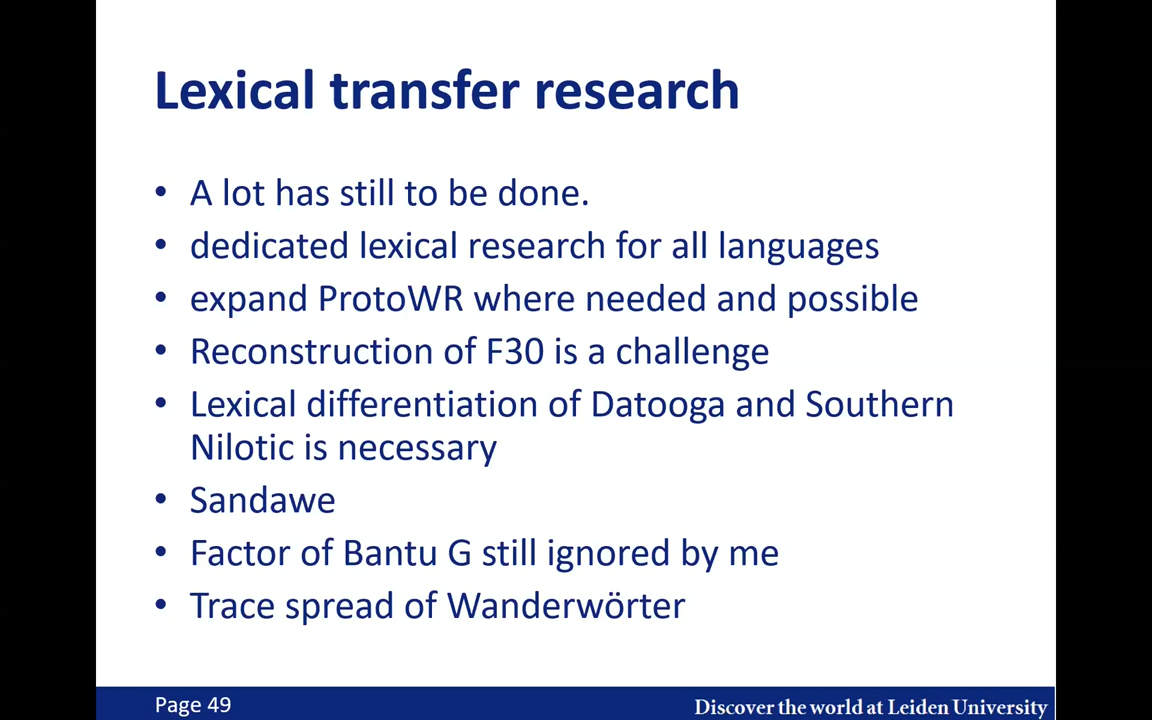 Lexical transfer research
• A lot has still to be done.
• dedicated lexical research for all languages
• expand ProtoWR where needed and possible
• Reconstruction of F30 is a challenge
• Lexical differentiation of Datooga and Southern
Nilotic is necessary
• Sandawe
• Factor of Bantu G still ignored by me
• Trace spread of Wanderwörter
Page 49
Discover the world at Leiden University